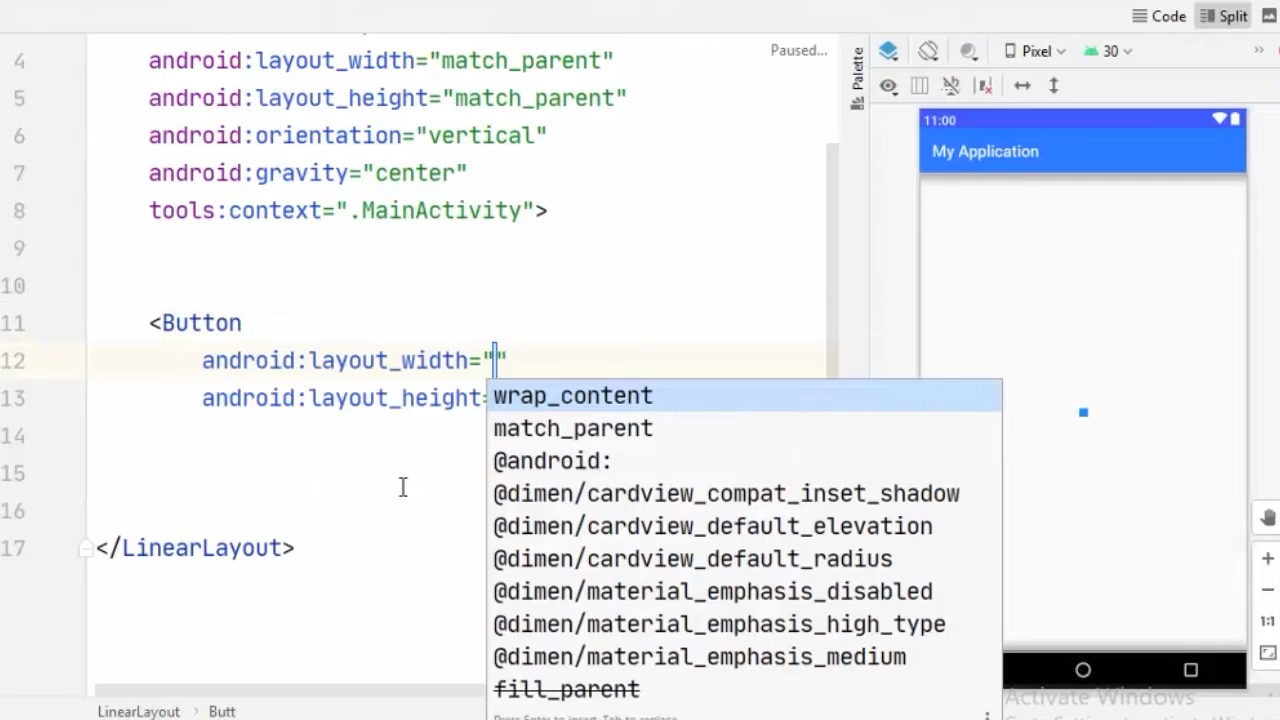 Code Split
4 android:layout_width="match_parent"
Paused...
Palette
Pixel 30
5 android:layout_height="match_parent"
6 android:orientation="vertical"
7 android:gravity="center"
8 tools:context=".MainActivity">
9
10
11 <Button
12 android:layout_width=""
13 android:layout_height=
14
15
16
17 </LinearLayout>
wrap_content
match_parent
@android:
@dimen/cardview_compat_inset_shadow
@dimen/cardview_default_elevation
@dimen/cardview_default_radius
@dimen/material_emphasis_disabled
@dimen/material_emphasis_high_type
@dimen/material_emphasis_medium
fill_parent
11:00
My Application
1:1
Activate Windows
LinearLayout > Butt